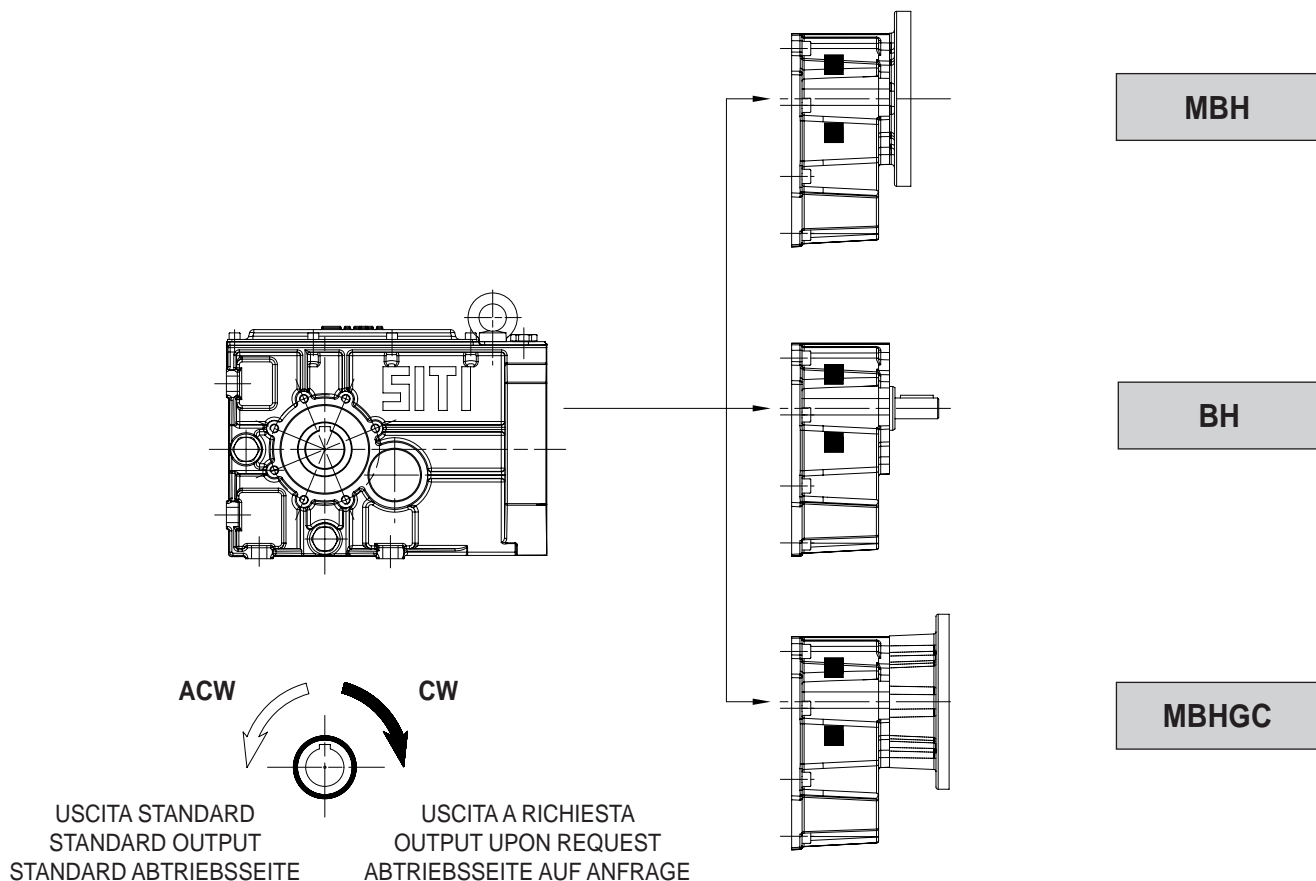 MBH
SITI
BH
MBHGC
ACW
CW
USCITA STANDARD
STANDARD OUTPUT
STANDARD ABTRIEBSSEITE
USCITA A RICHIESTA
OUTPUT UPON REQUEST
ABTRIEBSSEITE AUF ANFRAGE